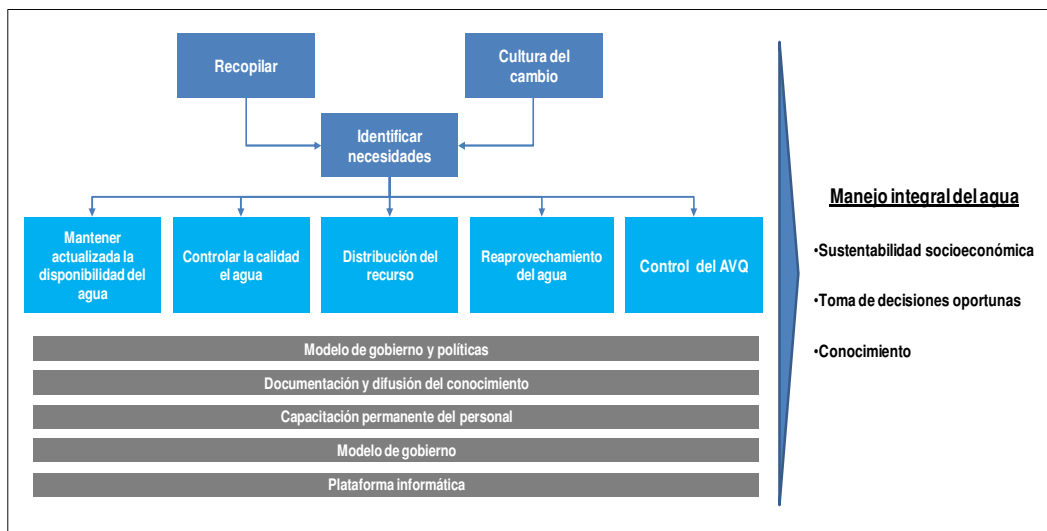 Recopilar
Cultura del
cambio
Identificar
necesidades
Mantener
actualizada la
disponibilidad del
agua
Controlar la calidad
el agua
Distribución del
recurso
Reaprovechamiento
del agua
Control del AVQ
Modelo de gobierno y políticas
Documentación y difusión del conocimiento
Capacitación permanente del personal
Modelo de gobierno
Plataforma informática
Manejo integral del agua
•Sustentabilidad socioeconómica
•Toma de decisiones oportunas
•Conocimiento